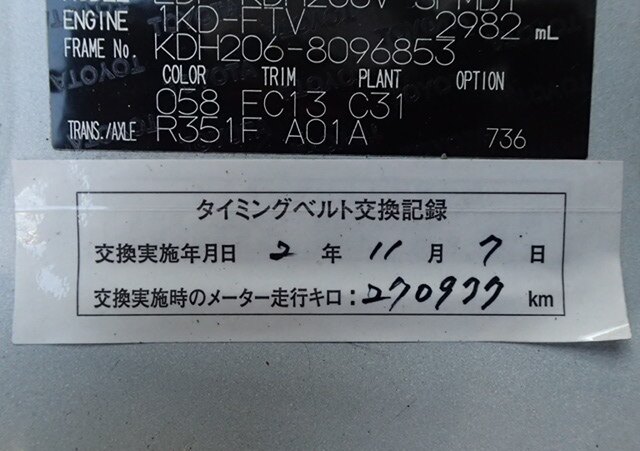 ENGINE 1KD-FTV 2982 mL
FRAME No. KDH206-8096853
COLOR TRIM PLANT OPTION
058 FC13 C31
TRANS./AXLE R351F A01A 736
タイミングベルト交換記録
交換実施年月日 2 年 11 月 7 日
交換実施時のメーター走行キロ:270977 km